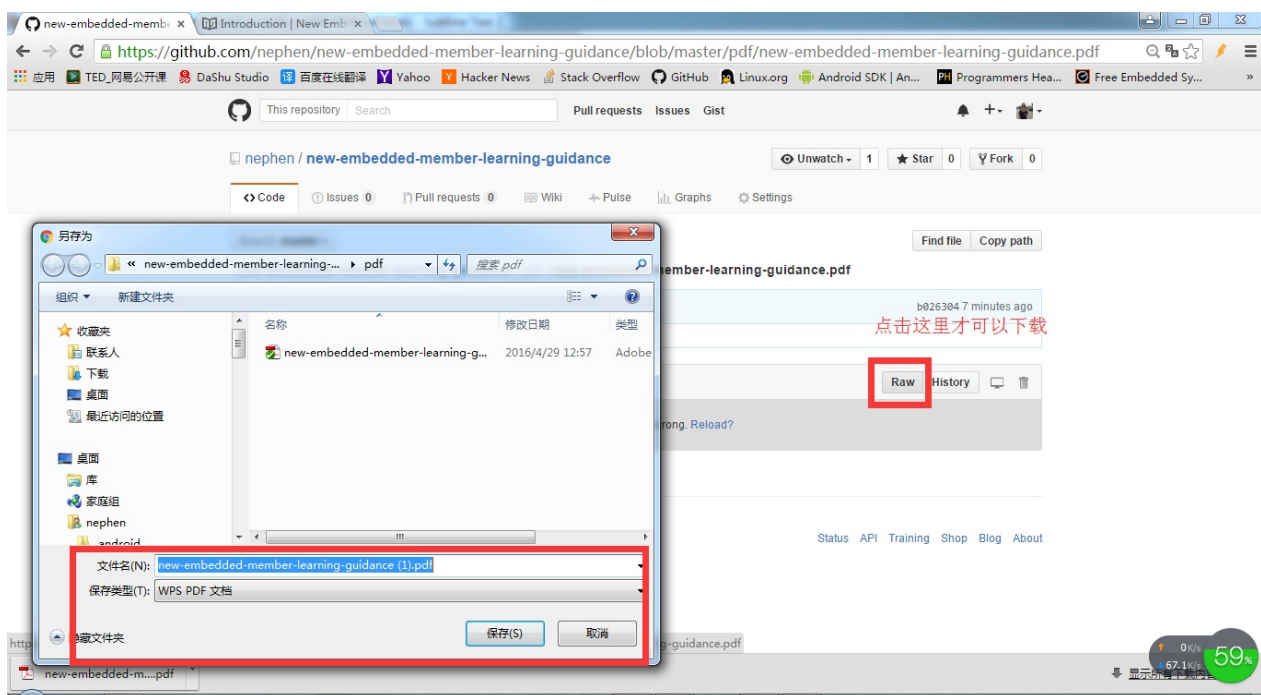 new-embedded-membe
Introduction | New Emb
https://github.com/nephen/new-embedded-member-learning-guidance/blob/master/pdf/new-embedded-member-learning-guidance.pdf
应用 TED_网易公开课 DaShu Studio 百度在线翻译 Yahoo Hacker News Stack Overflow GitHub Linux.org Android SDK | An... Programmers Hea... Free Embedded Sy... »
This repository Search Pull requests Issues Gist
nephen / new-embedded-member-learning-guidance Unwatch 1 Star 0 Fork 0
Code Issues 0 Pull requests 0 Wiki Pulse Graphs Settings
另存为
Find file Copy path
« new-embedded-member-learning-... pdf 搜索 pdf
ember-learning-guidance.pdf
组织 新建文件夹
b026304 7 minutes ago
点击这里才可以下载
名称 修改日期 类型
收藏夹
联系人
下载
桌面
最近访问的位置
new-embedded-member-learning-g... 2016/4/29 12:57 Adobe
Raw History
rong. Reload?
桌面
库
家庭组
nephen
android
Status API Training Shop Blog About
文件名(N): new-embedded-member-learning-guidance (1).pdf
保存类型(T): WPS PDF 文档
隐藏文件夹 保存(S) 取消
http
g-guidance.pdf
new-embedded-m....pdf
0K/s
67.1K/s
59%
显示所有下载内容